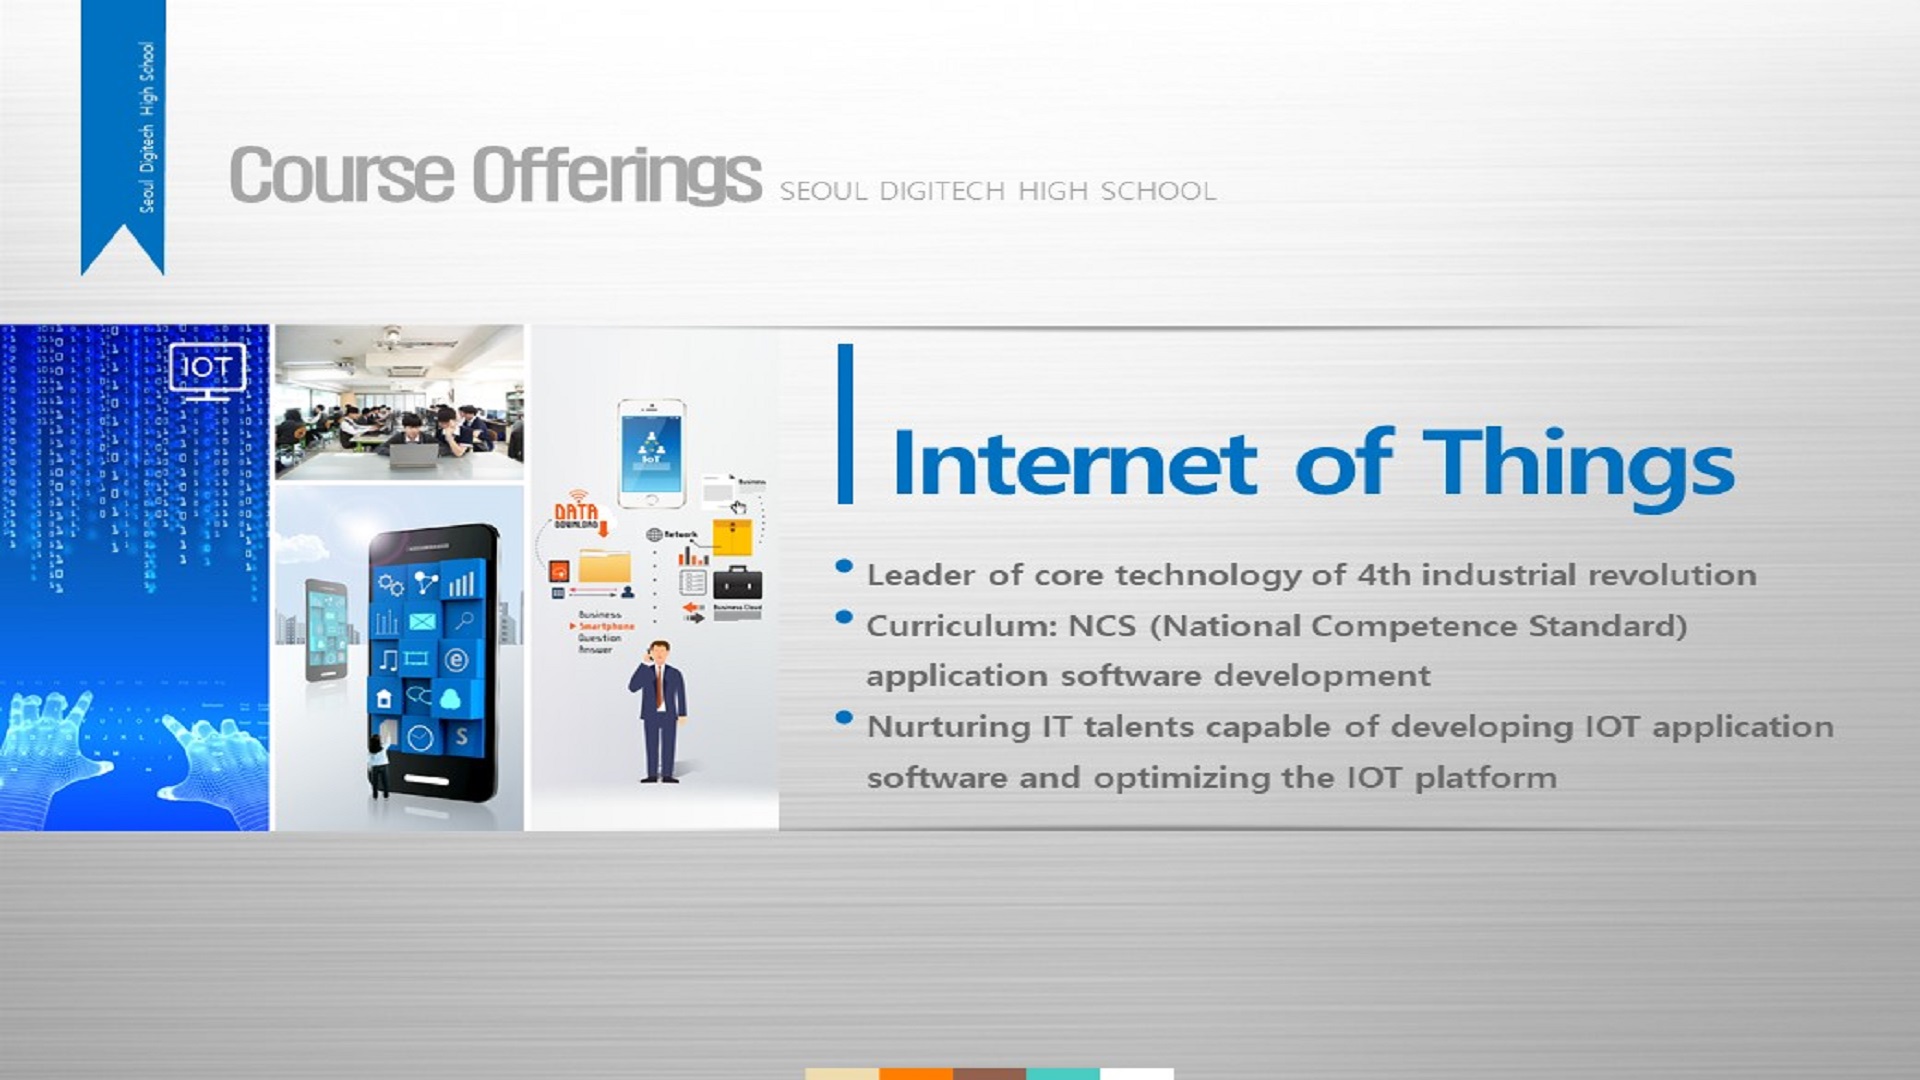 Seoul Digitech High School
Course Offerings SEOUL DIGITECH HIGH SCHOOL
IOT
IoT
DATA
DOWNLOAD
Business
Network
Business Cloud
Business
Smartphone
Question
Answer
e
S
Internet of Things
• Leader of core technology of 4th industrial revolution
• Curriculum: NCS (National Competence Standard)
application software development
• Nurturing IT talents capable of developing IOT application
software and optimizing the IOT platform